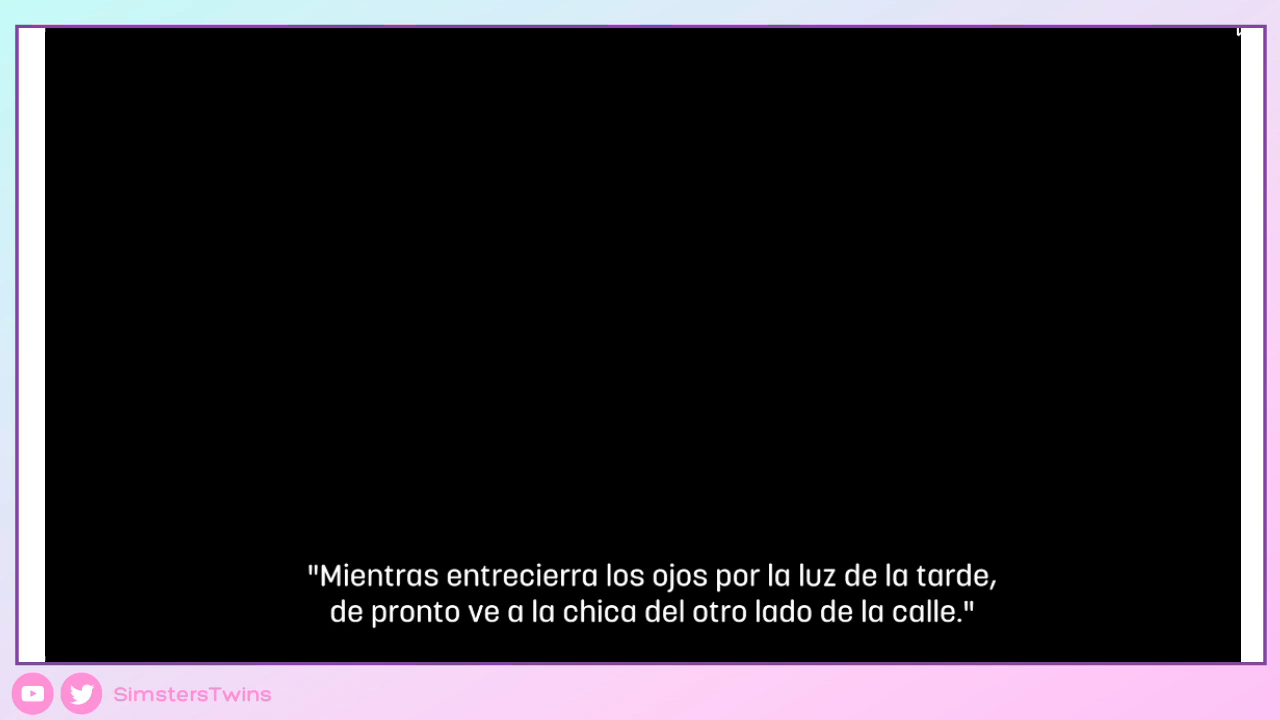 "Mientras entrecierra los ojos por la luz de la tarde,
de pronto ve a la chica del otro lado de la calle."
SimstersTwins